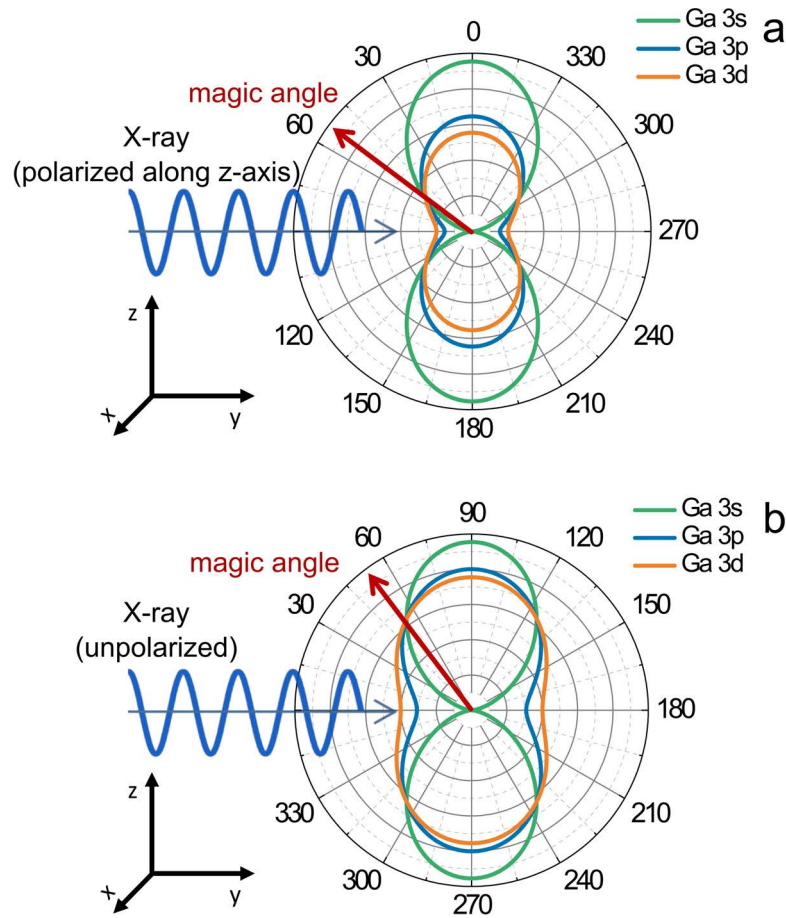 Ga 3s
Ga 3p
Ga 3d
a
0
30
330
magic angle
60
300
X-ray
(polarized along z-axis)
270
z
120
240
150
210
x
y
180
Ga 3s
Ga 3p
Ga 3d
b
90
60
120
magic angle
30
150
X-ray
(unpolarized)
180
z
330
210
300
240
x
y
270